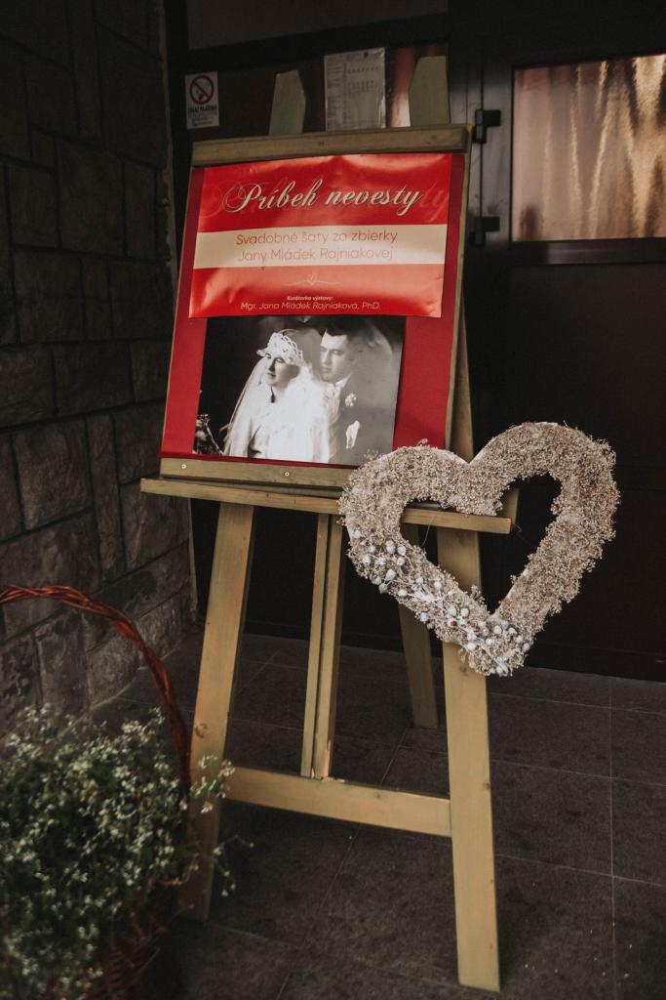 Príbeh nevesty
Svadobné šaty zo zbierky
Jany Mládek Rajniakovej
Kurátorka výstavy:
Mgr. Jana Mládek Rajniaková, PhD.